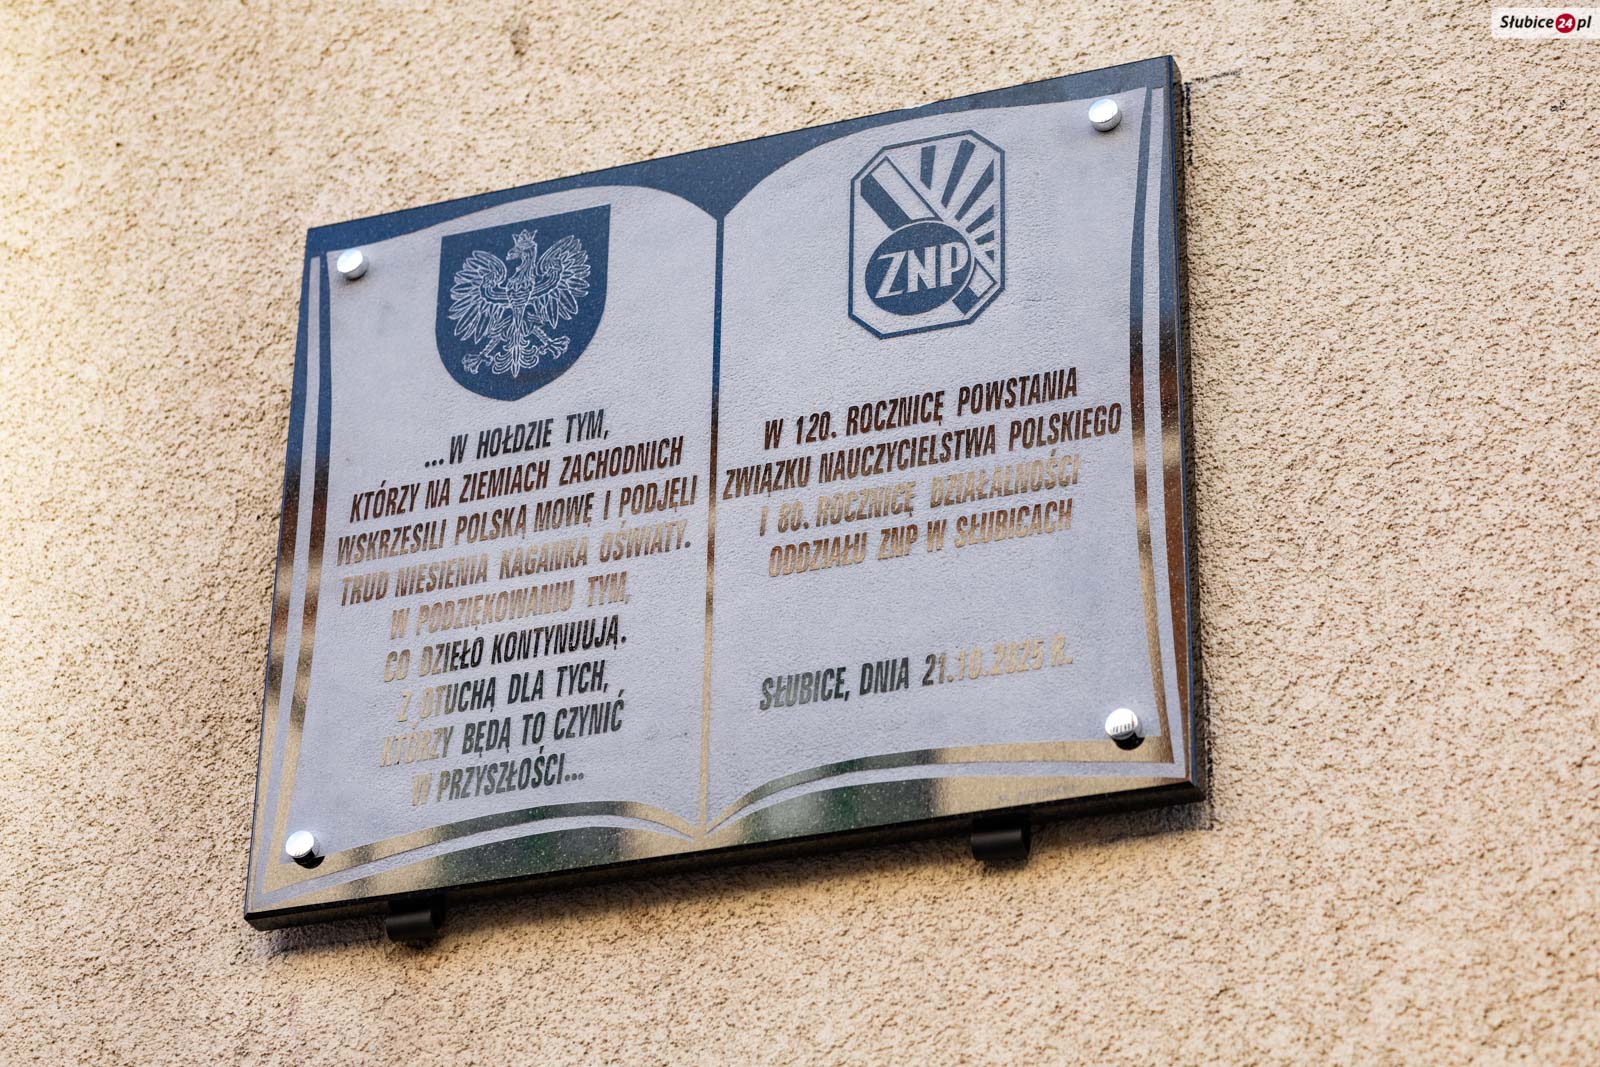 Słubice24.pl
...W HOŁDZIE TYM,
KTÓRZY NA ZIEMIACH ZACHODNICH
WSKRZESILI POLSKĄ MOWĘ I PODJĘLI
TRUD NIESIENIA KAGANKA OŚWIATY.
W PODZIĘKOWANIU TYM,
CO DZIEŁO KONTYNUUJĄ.
Z OTUCHĄ DLA TYCH,
KTÓRZY BĘDĄ TO CZYNIĆ
W PRZYSZŁOŚCI...
ZNP
W 120. ROCZNICĘ POWSTANIA
ZWIĄZKU NAUCZYCIELSTWA POLSKIEGO
I 80. ROCZNICĘ DZIAŁALNOŚCI
ODDZIAŁU ZNP W SŁUBICACH
SŁUBICE, DNIA 21.10.2025 R.